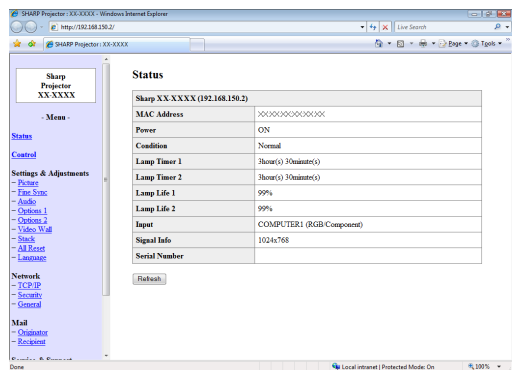 SHARP Projector : XX-XXXX - Windows Internet Explorer
http://192.168.150.2/
Live Search
SHARP Projector : XX-XXXX
Page
Tools
Sharp
Projector
XX-XXXX
- Menu -
Status
Control
Settings & Adjustments
– Picture
– Fine Sync
– Audio
– Options 1
– Options 2
– Video Wall
– Stack
– All Reset
– Language
Network
– TCP/IP
– Security
– General
Mail
– Originator
– Recipient
Service & Support
Status
Sharp XX-XXXX (192.168.150.2)
MAC Address XXXXXXXXXXXX
Power ON
Condition Normal
Lamp Timer 1 3hour(s) 30minute(s)
Lamp Timer 2 3hour(s) 30minute(s)
Lamp Life 1 99%
Lamp Life 2 99%
Input COMPUTER1 (RGB/Component)
Signal Info 1024x768
Serial Number
Refresh
Done
Local intranet | Protected Mode: On
100%